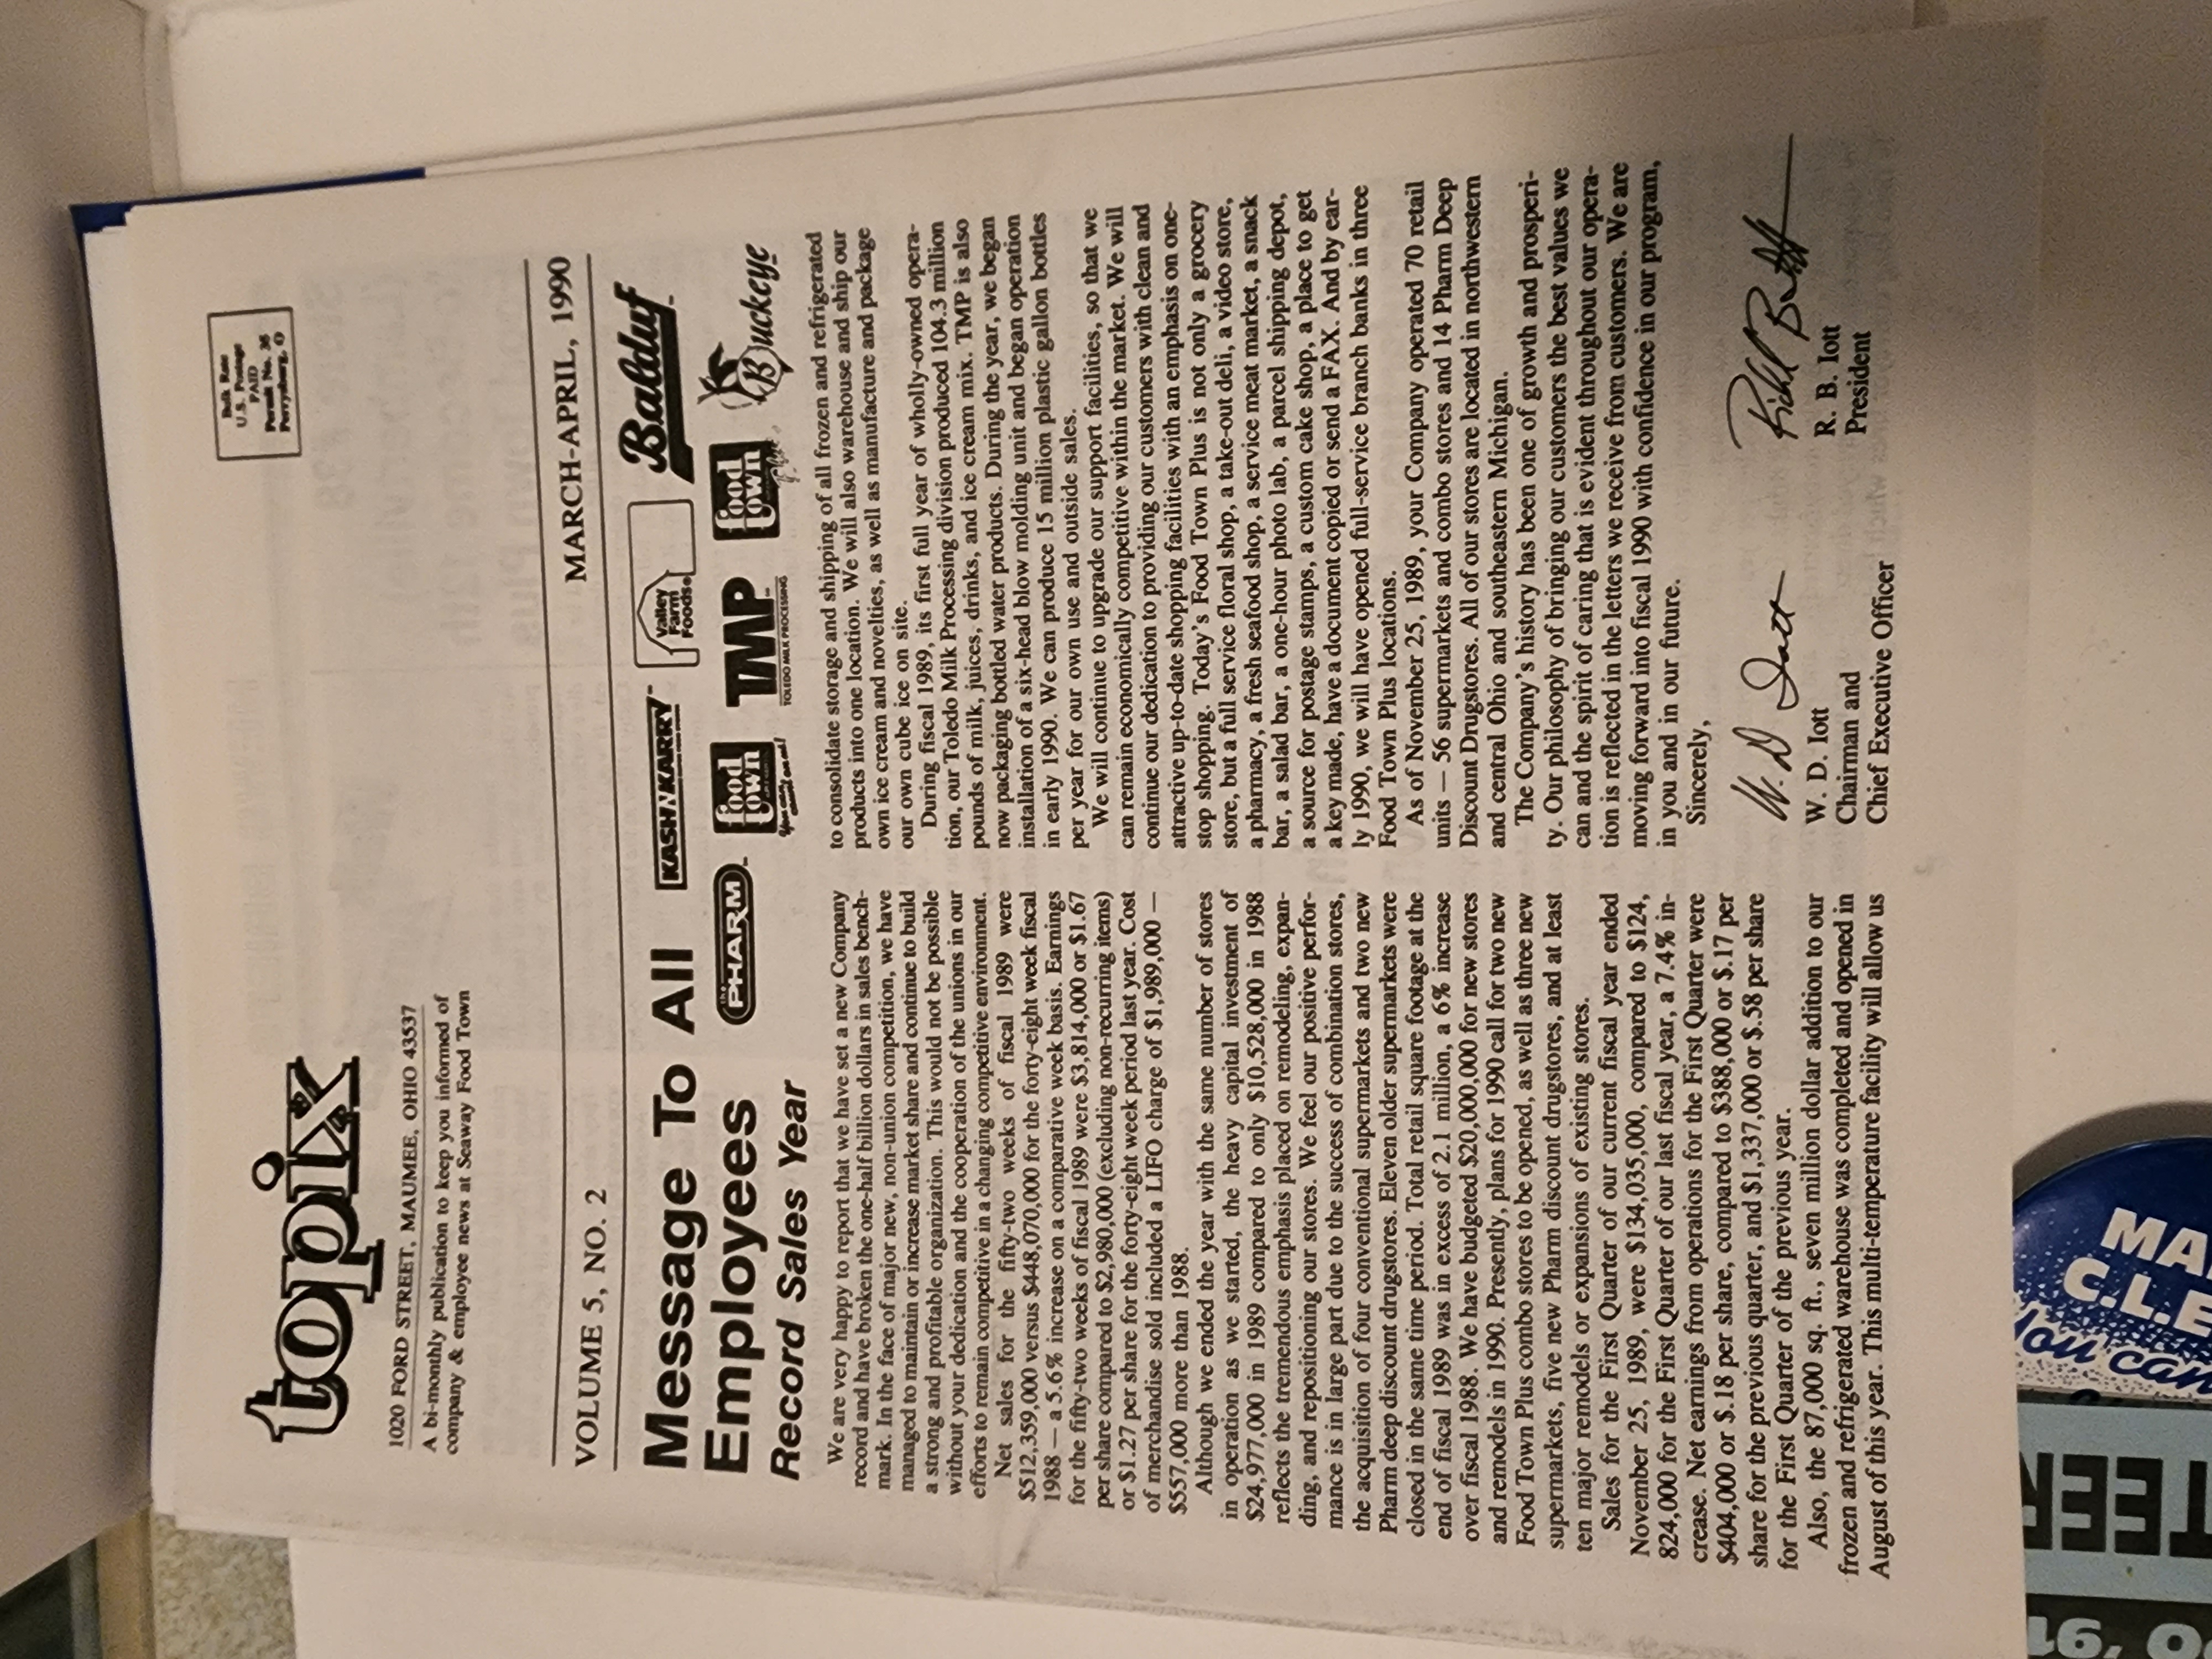 topix
1020 FORD STREET, MAUMEE, OHIO 43537
A bi-monthly publication to keep you informed of
company & employee news at Seaway Food Town
Bulk Rate
U.S. Postage
PAID
Permit No. 36
Perrysburg, O
VOLUME 5, NO. 2
MARCH-APRIL, 1990
Message To All
Employees
Record Sales Year
KASH'N'KARRY
Valley
Farm
Foods
Balduf
the
PHARM
food
town
TMP
TOLEDO MILK PROCESSING
food
town
Plus
Buckeye
We are very happy to report that we have set a new Company
record and have broken the one-half billion dollars in sales bench-
mark. In the face of major new, non-union competition, we have
managed to maintain or increase market share and continue to build
a strong and profitable organization. This would not be possible
without your dedication and the cooperation of the unions in our
efforts to remain competitive in a changing competitive environment.
Net sales for the fifty-two weeks of fiscal 1989 were
$512,359,000 versus $448,070,000 for the forty-eight week fiscal
1988 — a 5.6% increase on a comparative week basis. Earnings
for the fifty-two weeks of fiscal 1989 were $3,814,000 or $1.67
per share compared to $2,980,000 (excluding non-recurring items)
or $1.27 per share for the forty-eight week period last year. Cost
of merchandise sold included a LIFO charge of $1,989,000 —
$557,000 more than 1988.
Although we ended the year with the same number of stores
in operation as we started, the heavy capital investment of
$24,977,000 in 1989 compared to only $10,528,000 in 1988
reflects the tremendous emphasis placed on remodeling, expan-
ding, and repositioning our stores. We feel our positive perfor-
mance is in large part due to the success of combination stores,
the acquisition of four conventional supermarkets and two new
Pharm deep discount drugstores. Eleven older supermarkets were
closed in the same time period. Total retail square footage at the
end of fiscal 1989 was in excess of 2.1 million, a 6% increase
over fiscal 1988. We have budgeted $20,000,000 for new stores
and remodels in 1990. Presently, plans for 1990 call for two new
Food Town Plus combo stores to be opened, as well as three new
supermarkets, five new Pharm discount drugstores, and at least
ten major remodels or expansions of existing stores.
Sales for the First Quarter of our current fiscal year ended
November 25, 1989, were $134,035,000, compared to $124,
824,000 for the First Quarter of our last fiscal year, a 7.4% in-
crease. Net earnings from operations for the First Quarter were
$404,000 or $.18 per share, compared to $388,000 or $.17 per
share for the previous quarter, and $1,337,000 or $.58 per share
for the First Quarter of the previous year.
Also, the 87,000 sq. ft., seven million dollar addition to our
frozen and refrigerated warehouse was completed and opened in
August of this year. This multi-temperature facility will allow us
to consolidate storage and shipping of all frozen and refrigerated
products into one location. We will also warehouse and ship our
own ice cream and novelties, as well as manufacture and package
our own cube ice on site.
During fiscal 1989, its first full year of wholly-owned opera-
tion, our Toledo Milk Processing division produced 104.3 million
pounds of milk, juices, drinks, and ice cream mix. TMP is also
now packaging bottled water products. During the year, we began
installation of a six-head blow molding unit and began operation
in early 1990. We can produce 15 million plastic gallon bottles
per year for our own use and outside sales.
We will continue to upgrade our support facilities, so that we
can remain economically competitive within the market. We will
continue our dedication to providing our customers with clean and
attractive up-to-date shopping facilities with an emphasis on one-
stop shopping. Today's Food Town Plus is not only a grocery
store, but a full service floral shop, a take-out deli, a video store,
a pharmacy, a fresh seafood shop, a service meat market, a snack
bar, a salad bar, a one-hour photo lab, a parcel shipping depot,
a source for postage stamps, a custom cake shop, a place to get
a key made, have a document copied or send a FAX. And by ear-
ly 1990, we will have opened full-service branch banks in three
Food Town Plus locations.
As of November 25, 1989, your Company operated 70 retail
units — 56 supermarkets and combo stores and 14 Pharm Deep
Discount Drugstores. All of our stores are located in northwestern
and central Ohio and southeastern Michigan.
The Company's history has been one of growth and prosperi-
ty. Our philosophy of bringing our customers the best values we
can and the spirit of caring that is evident throughout our opera-
tion is reflected in the letters we receive from customers. We are
moving forward into fiscal 1990 with confidence in our program,
in you and in our future.
Sincerely,
W. D. Iott
Chairman and
Chief Executive Officer
R. B. Iott
President
MA
C.L.E
You can
TEER
'91